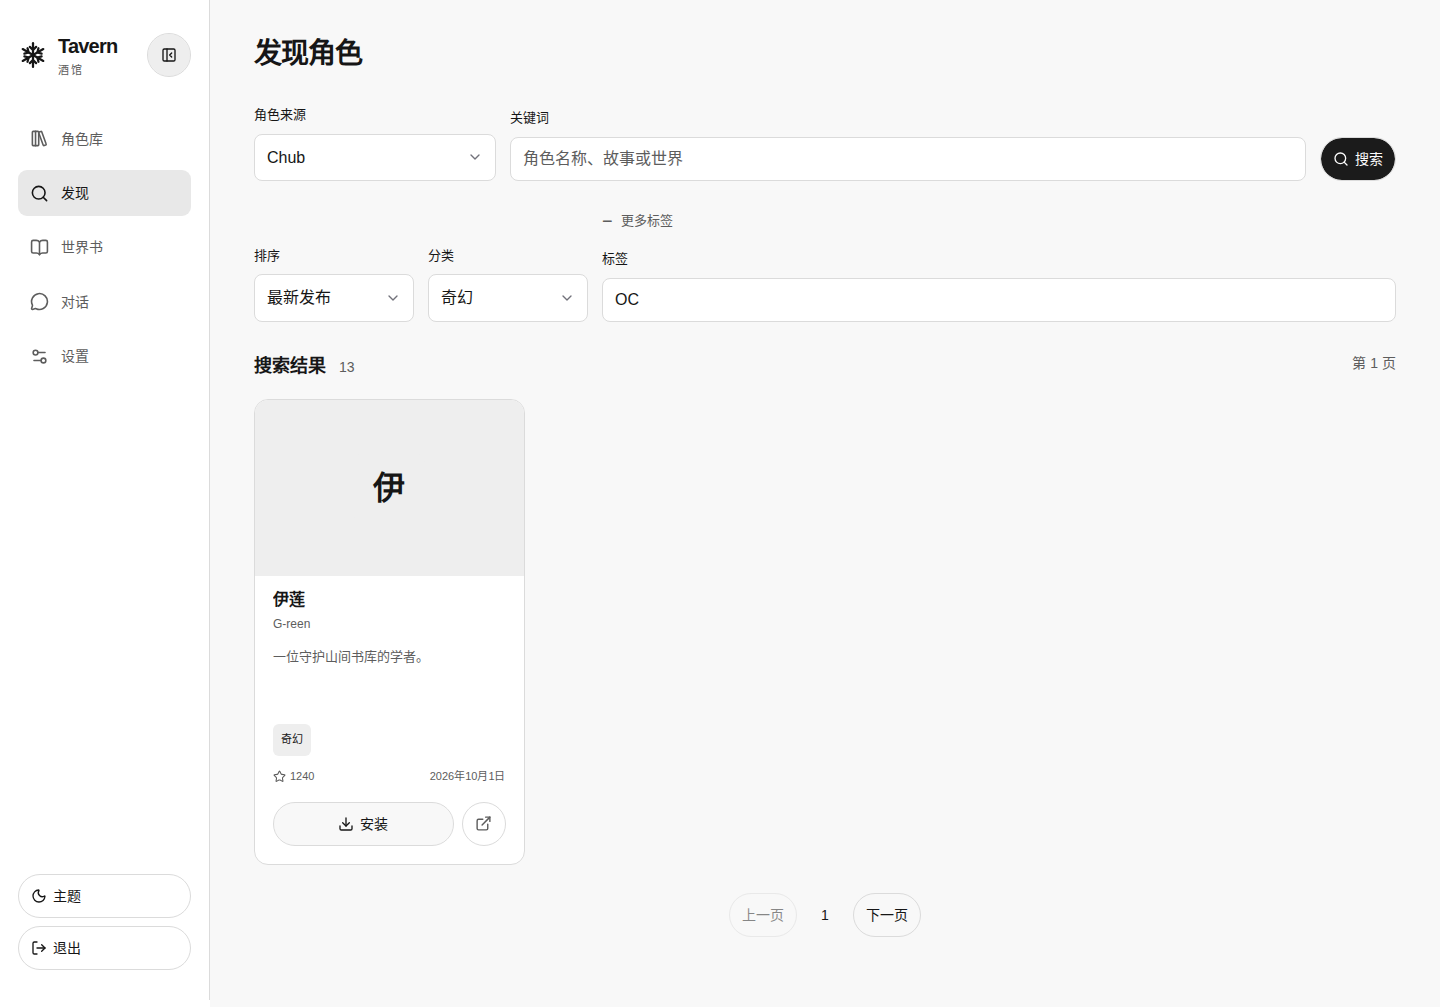 Tavern
酒馆
角色库
发现
世界书
对话
设置
主题
退出
发现角色
角色来源
关键词
Chub
角色名称、故事或世界
搜索
更多标签
排序
分类
标签
最新发布
奇幻
OC
搜索结果 13
第 1 页
伊
伊莲
G-reen
一位守护山间书库的学者。
奇幻
1240
2026年10月1日
安装
上一页
1
下一页